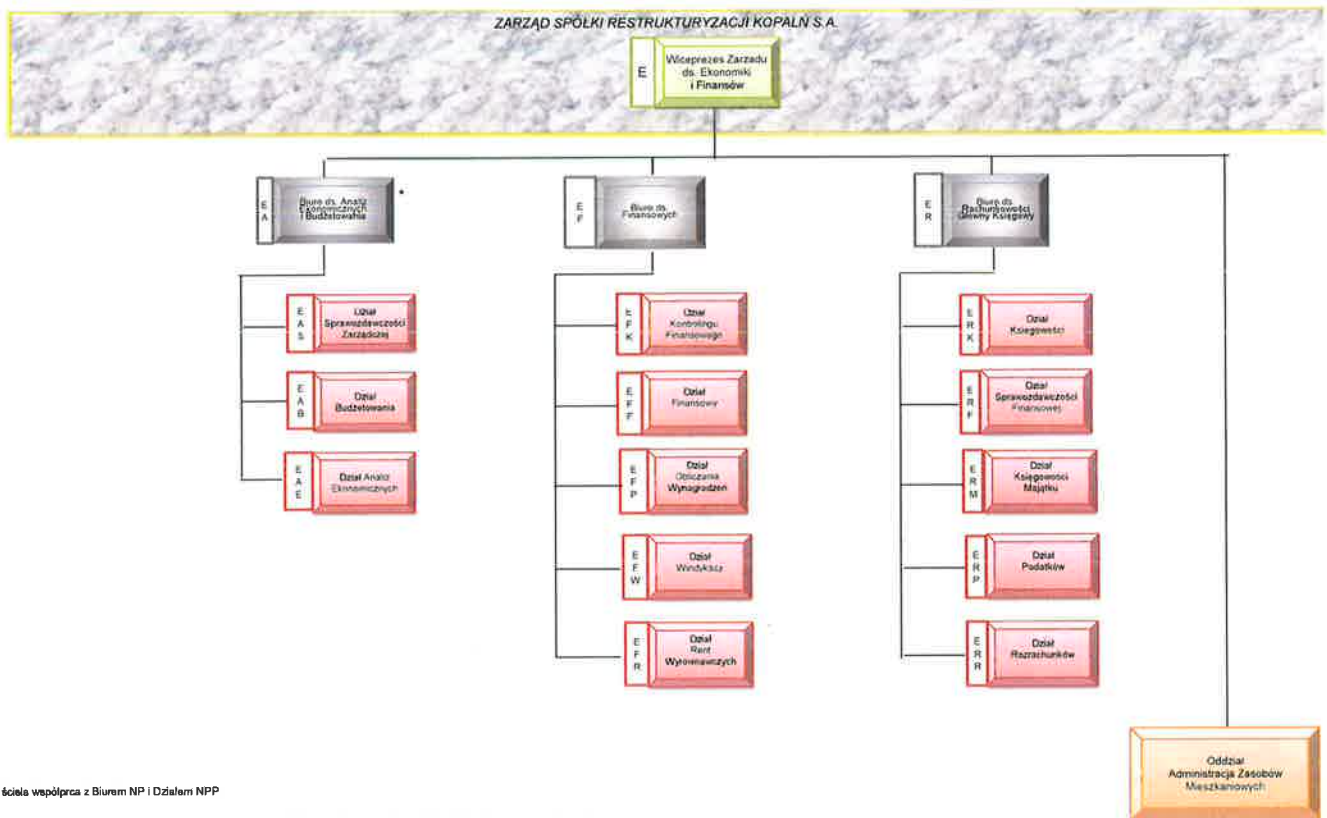 ZARZĄD SPÓŁKI RESTRUKTURYZACJI KOPALŃ S.A.
E
Wiceprezes Zarządu
ds. Ekonomiki
i Finansów
E
A
Biuro ds. Analiz
Ekonomicznych
i Budżetowania
*
E
F
Biuro ds.
Finansowych
E
R
Biuro ds.
Rachunkowości
Główny Księgowy
E
A
S
Dział
Sprawozdawczości
Zarządczej
E
A
B
Dział
Budżetowania
E
A
E
Dział Analiz
Ekonomicznych
E
F
K
Dział
Kontrolingu
Finansowego
E
F
F
Dział
Finansowy
E
F
P
Dział
Obliczania
Wynagrodzeń
E
F
W
Dział
Windykacji
E
F
R
Dział
Rent
Wyrównawczych
E
R
K
Dział
Księgowości
E
R
F
Dział
Sprawozdawczości
Finansowej
E
R
M
Dział
Księgowości
Majątku
E
R
P
Dział
Podatków
E
R
R
Dział
Rozrachunków
Oddział
Administracja Zasobów
Mieszkaniowych
ścisła współprca z Biurem NP i Działem NPP